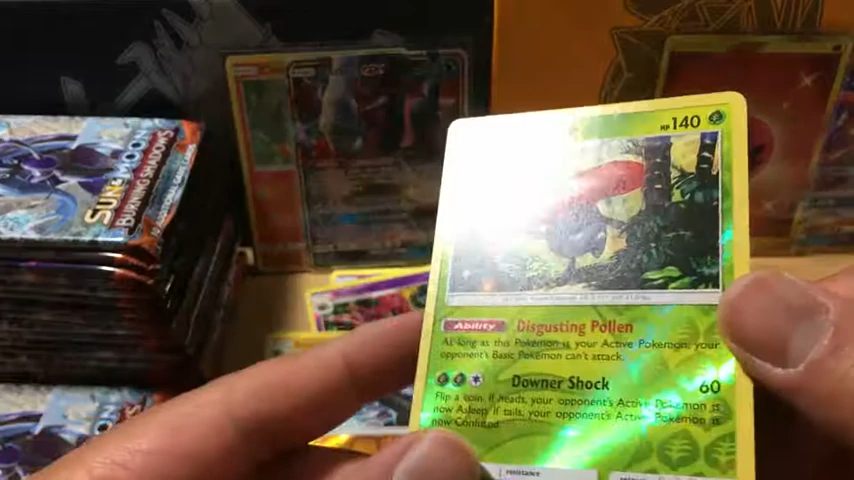 SUN & MOON
BURNING SHADOWS
HP 140
Ability Disgusting Pollen
As long as this Pokémon is your Active Pokémon, your
opponent's Basic Pokémon can't attack.
Downer Shock 60
Flip a coin. If heads, your opponent's Active Pokémon is
now Asleep. If tails, your opponent's Active Pokémon is
now Confused.
resistance